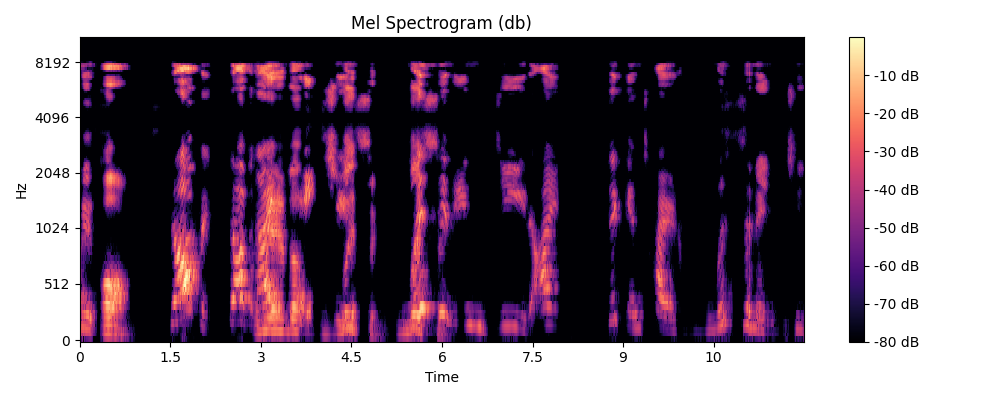 Mel Spectrogram (db)
8192
4096
2048
1024
512
0
Hz
0 1.5 3 4.5 6 7.5 9 10
Time
-10 dB
-20 dB
-30 dB
-40 dB
-50 dB
-60 dB
-70 dB
-80 dB